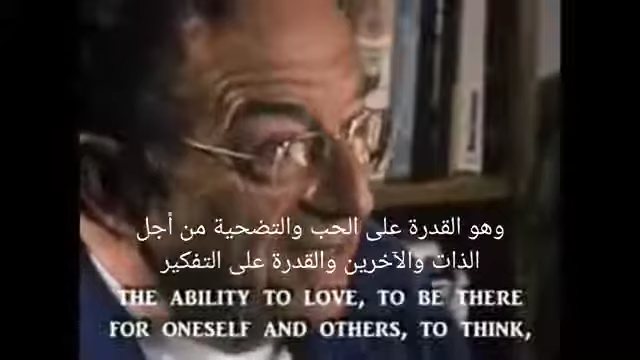 وهو القدرة على الحب والتضحية من أجل
الذات والآخرين والقدرة على التفكير
THE ABILITY TO LOVE, TO BE THERE
FOR ONESELF AND OTHERS, TO THINK,